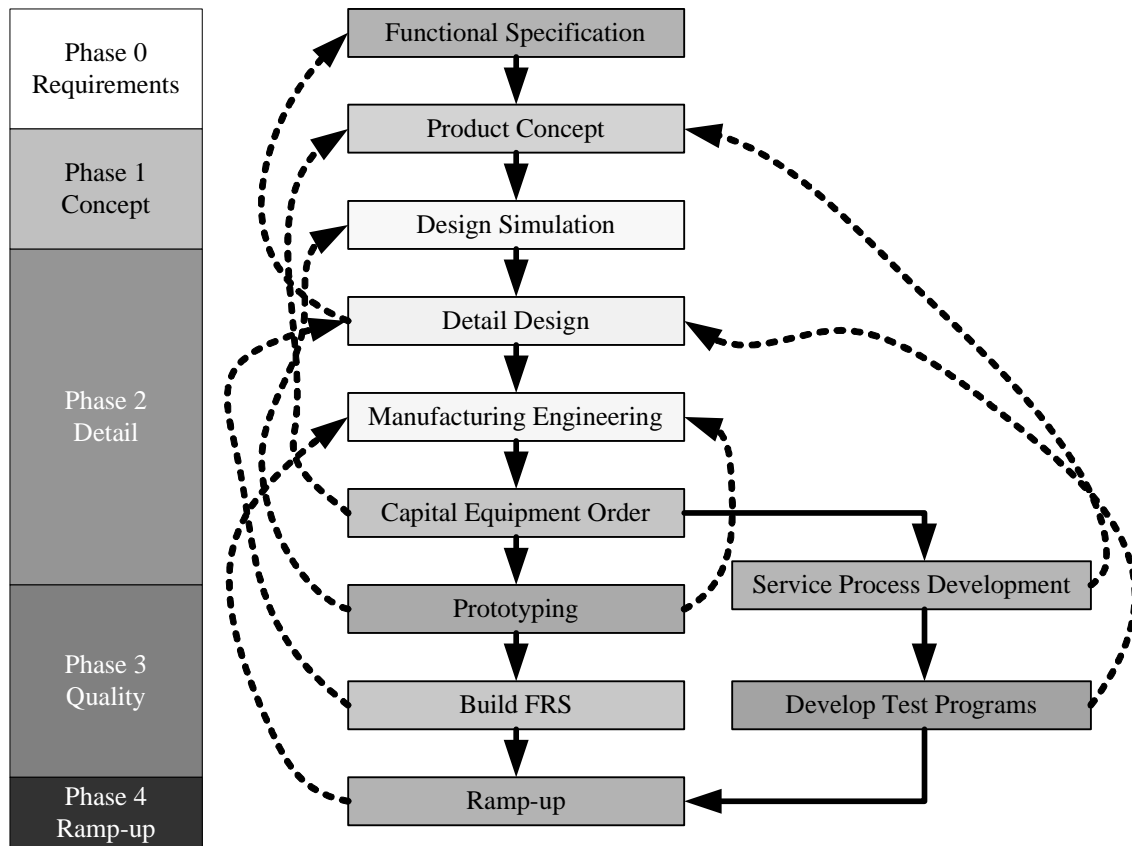 Phase 0
Requirements
Phase 1
Concept
Phase 2
Detail
Phase 3
Quality
Phase 4
Ramp-up
Functional Specification
Product Concept
Design Simulation
Detail Design
Manufacturing Engineering
Capital Equipment Order
Prototyping
Build FRS
Ramp-up
Service Process Development
Develop Test Programs